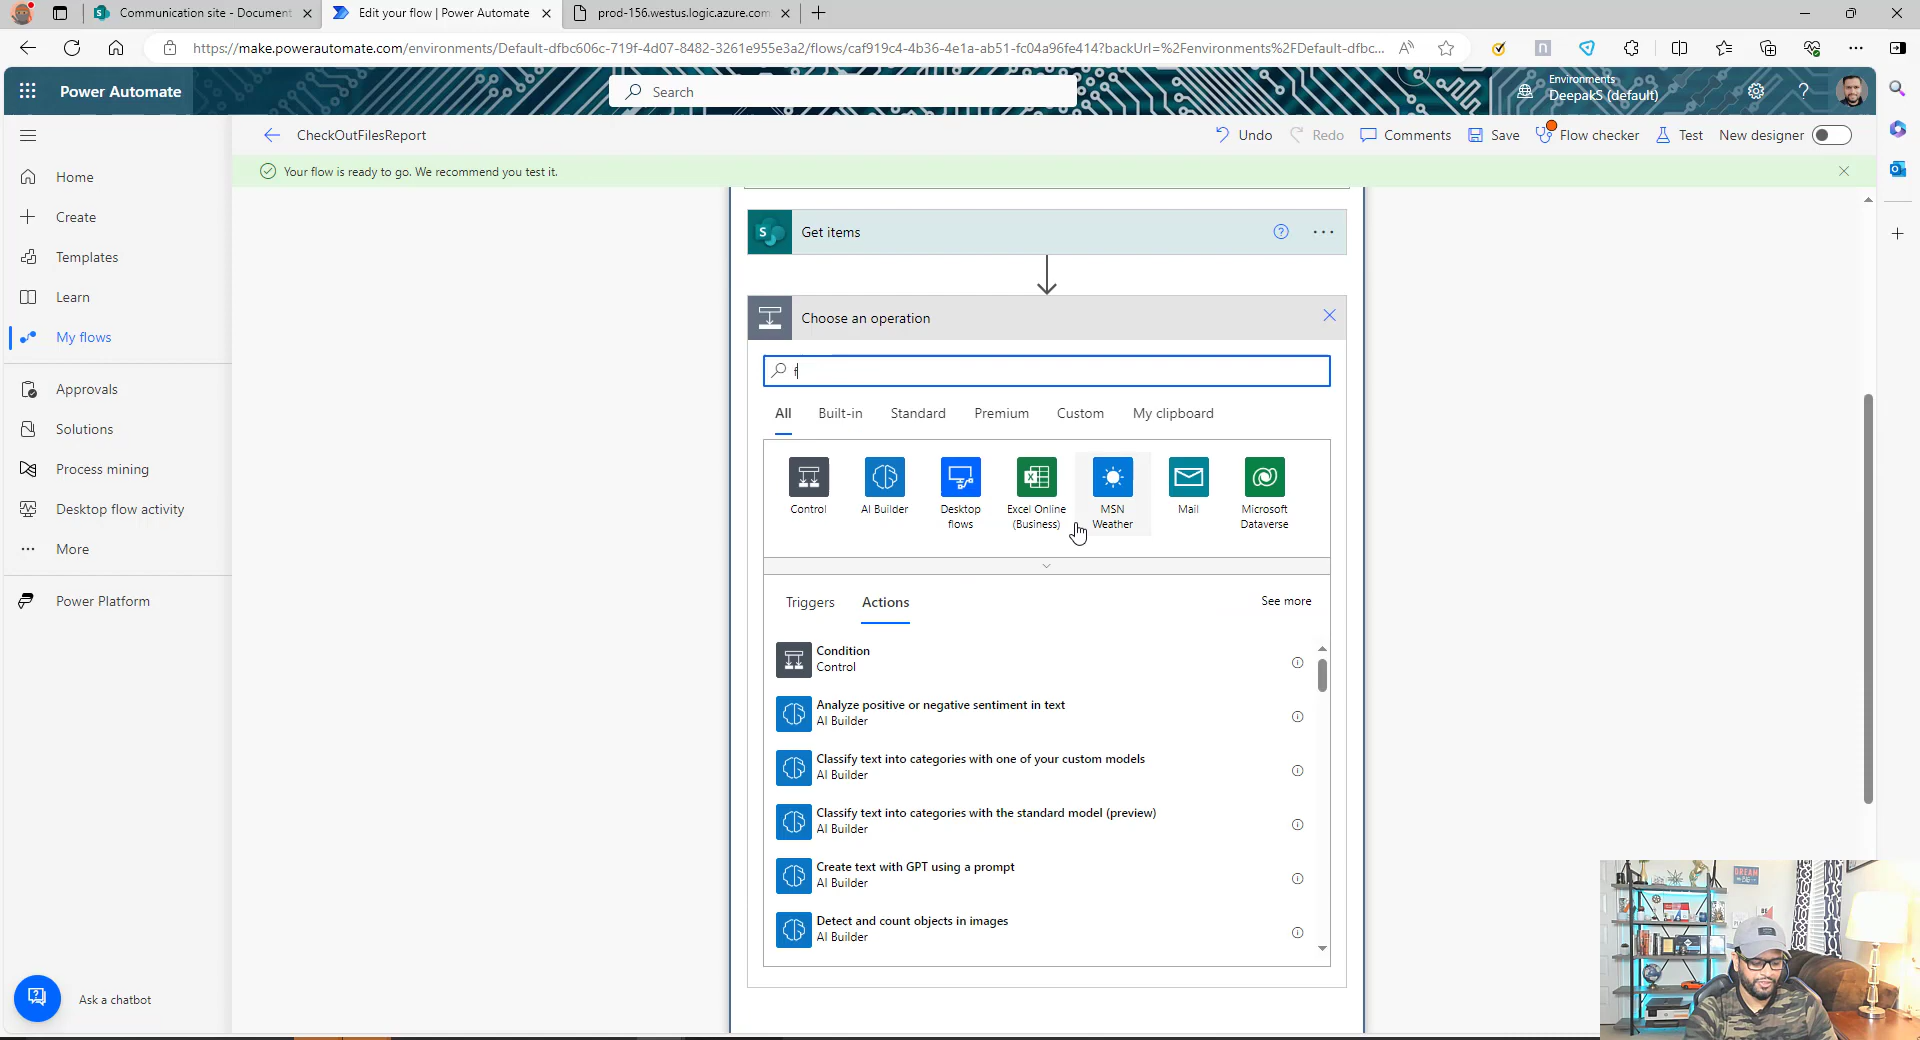 Communication site - Document
Edit your flow | Power Automate
prod-156.westus.logic.azure.com
https://make.powerautomate.com/environments/Default-dfbc606c-719f-4d07-8482-3261e955e3a2/flows/caf919c4-4b36-4e1a-ab51-fc04a96fe414?backUrl=%2Fenvironments%2FDefault-dfbc...
Power Automate
Search
Environments
DeepakS (default)
CheckOutFilesReport
Undo
Redo
Comments
Save
Flow checker
Test
New designer
Your flow is ready to go. We recommend you test it.
Home
Create
Templates
Learn
My flows
Approvals
Solutions
Process mining
Desktop flow activity
More
Power Platform
Ask a chatbot
Get items
Choose an operation
f
All
Built-in
Standard
Premium
Custom
My clipboard
Control
AI Builder
Desktop flows
Excel Online (Business)
MSN Weather
Mail
Microsoft Dataverse
Triggers
Actions
See more
Condition
Control
Analyze positive or negative sentiment in text
AI Builder
Classify text into categories with one of your custom models
AI Builder
Classify text into categories with the standard model (preview)
AI Builder
Create text with GPT using a prompt
AI Builder
Detect and count objects in images
AI Builder
DREAM
BIG